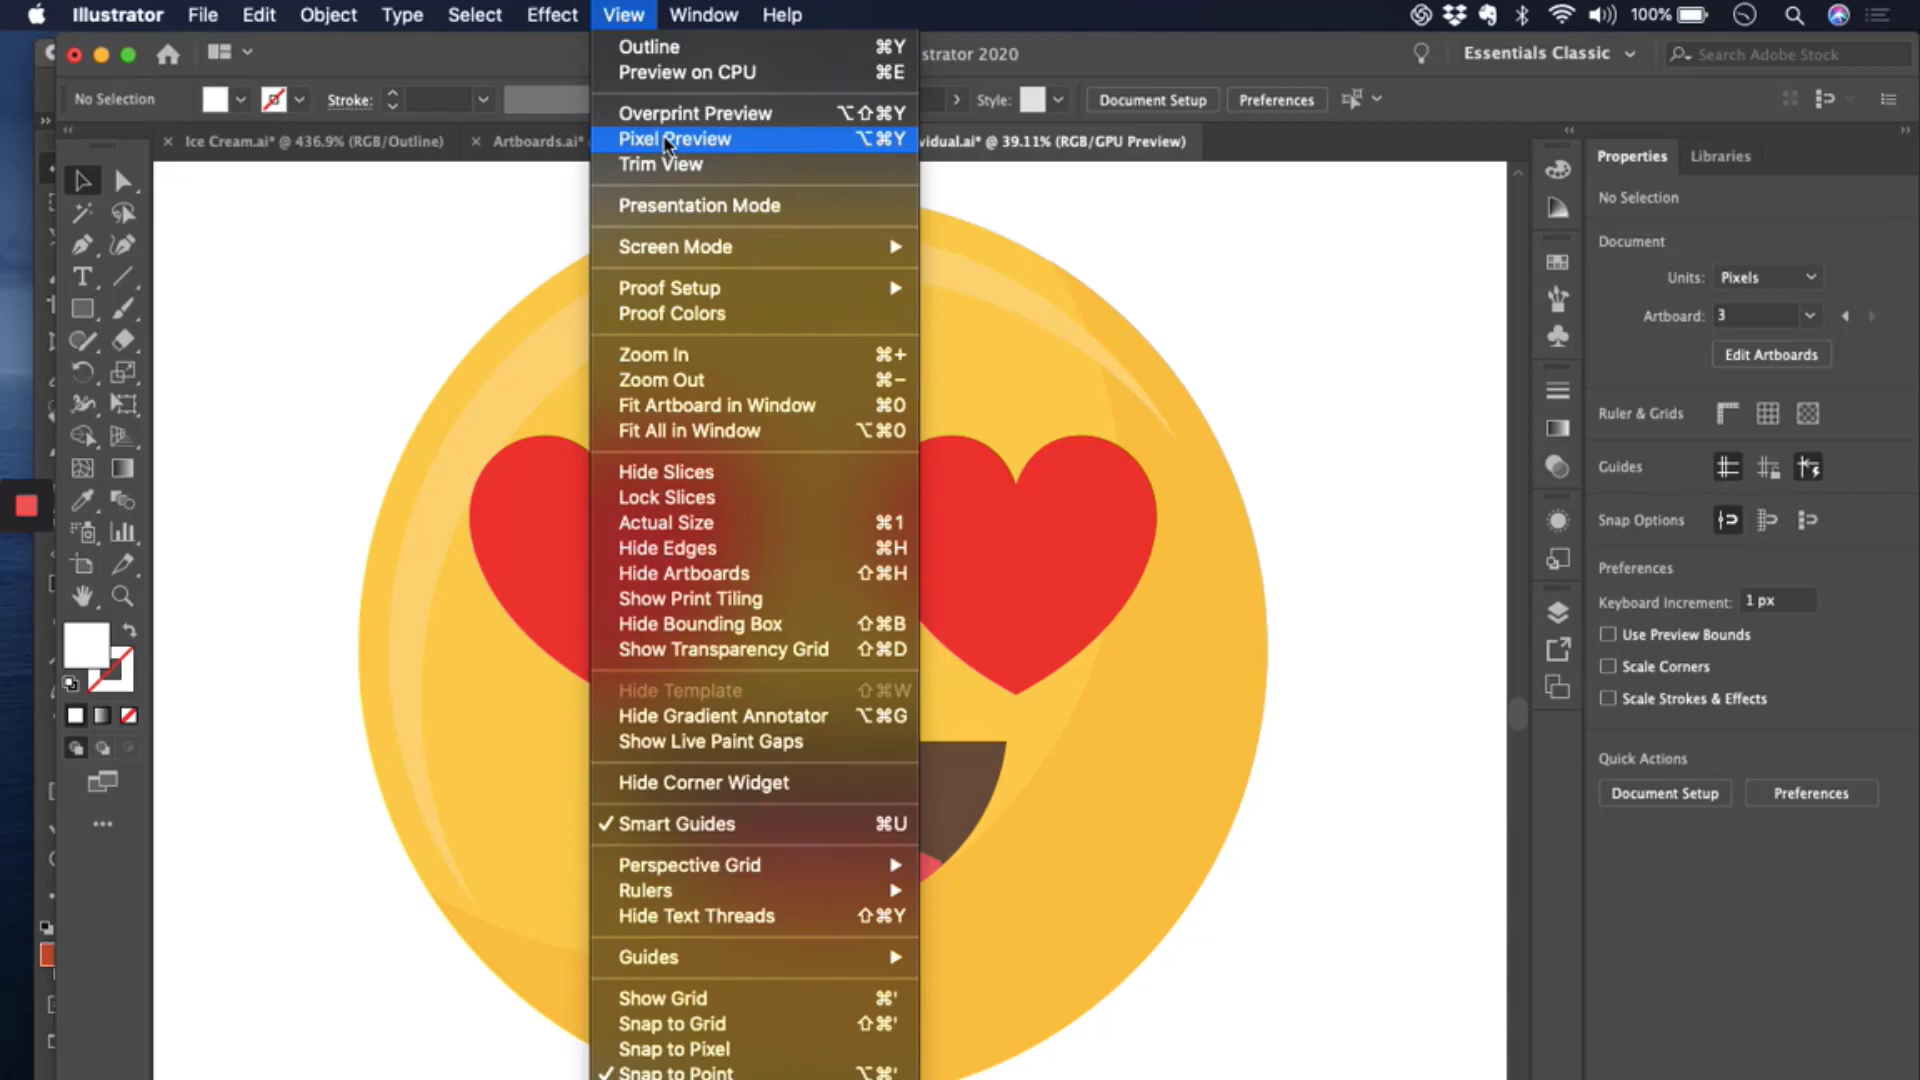 Illustrator File Edit Object Type Select Effect View Window Help 100%
strator 2020
Essentials Classic
Search Adobe Stock
No Selection
Stroke:
Style:
Document Setup
Preferences
× Ice Cream.ai* @ 436.9% (RGB/Outline)
× Artboards.ai*
vidual.ai* @ 39.11% (RGB/GPU Preview)
Outline ⌘Y
Preview on CPU ⌘E
Overprint Preview ⌥⇧⌘Y
Pixel Preview ⌥⌘Y
Trim View
Presentation Mode
Screen Mode
Proof Setup
Proof Colors
Zoom In ⌘+
Zoom Out ⌘−
Fit Artboard in Window ⌘0
Fit All in Window ⌥⌘0
Hide Slices
Lock Slices
Actual Size ⌘1
Hide Edges ⌘H
Hide Artboards ⇧⌘H
Show Print Tiling
Hide Bounding Box ⇧⌘B
Show Transparency Grid ⇧⌘D
Hide Template ⇧⌘W
Hide Gradient Annotator ⌥⌘G
Show Live Paint Gaps
Hide Corner Widget
✓ Smart Guides ⌘U
Perspective Grid
Rulers
Hide Text Threads ⇧⌘Y
Guides
Show Grid ⌘'
Snap to Grid ⇧⌘'
Snap to Pixel
✓ Snap to Point ⌥⌘'
Properties Libraries
No Selection
Document
Units: Pixels
Artboard: 3
Edit Artboards
Ruler & Grids
Guides
Snap Options
Preferences
Keyboard Increment: 1 px
Use Preview Bounds
Scale Corners
Scale Strokes & Effects
Quick Actions
Document Setup
Preferences